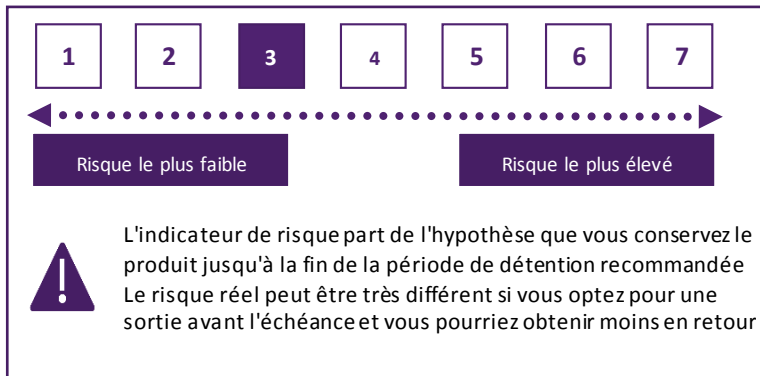 1 2 3 4 5 6 7
Risque le plus faible Risque le plus élevé
L'indicateur de risque part de l'hypothèse que vous conservez le
produit jusqu'à la fin de la période de détention recommandée
Le risque réel peut être très différent si vous optez pour une
sortie avant l'échéance et vous pourriez obtenir moins en retour